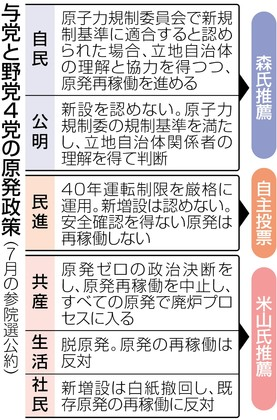 与党と野党4党の原発政策（7月の参院選公約）
自民
原子力規制委員会で新規
制基準に適合すると認め
られた場合、立地自治体
の理解と協力を得つつ、
原発再稼働を進める
公明
新設を認めない。原子力
規制委の規制基準を満た
し、立地自治体関係者の
理解を得て判断
森氏推薦
民進
40年運転制限を厳格に
運用。新増設は認めない。
安全確認を得ない原発は
再稼働しない
自主投票
共産
原発ゼロの政治決断を
し、原発再稼働を中止し、
すべての原発で廃炉プロ
セスに入る
生活
脱原発。原発の再稼働は
反対
社民
新増設は白紙撤回し、既
存原発の再稼働に反対
米山氏推薦